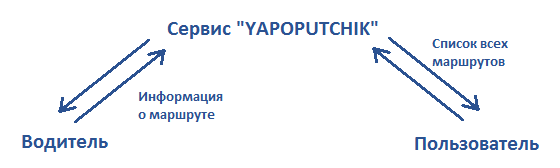 Сервис "YAPOPUTCHIK"
Список всех
маршрутов
Информация
о маршруте
Водитель
Пользователь